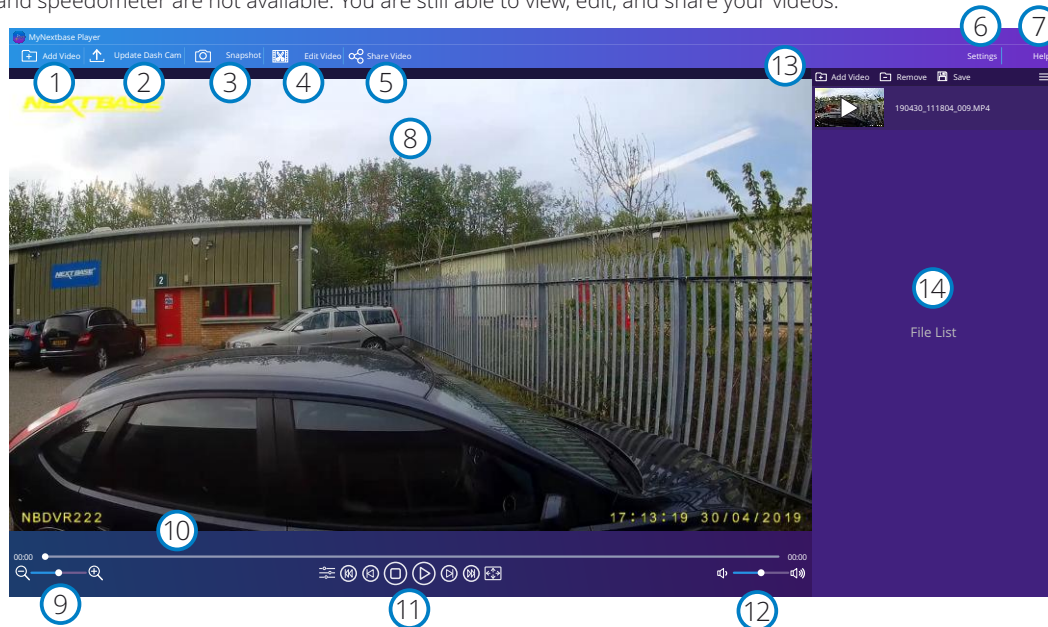 and speedometer are not available. You are still able to view, edit, and share your videos.
6 7
MyNextbase Player
Add Video Update Dash Cam Snapshot Edit Video Share Video Settings Help
1 2 3 4 5 13
Add Video Remove Save
NEXTBASE
190430_111804_009.MP4
8
NEXTBASE
2
14
File List
NBDVR222 17:13:19 30/04/2019
10
00:00 00:00
9 11 12